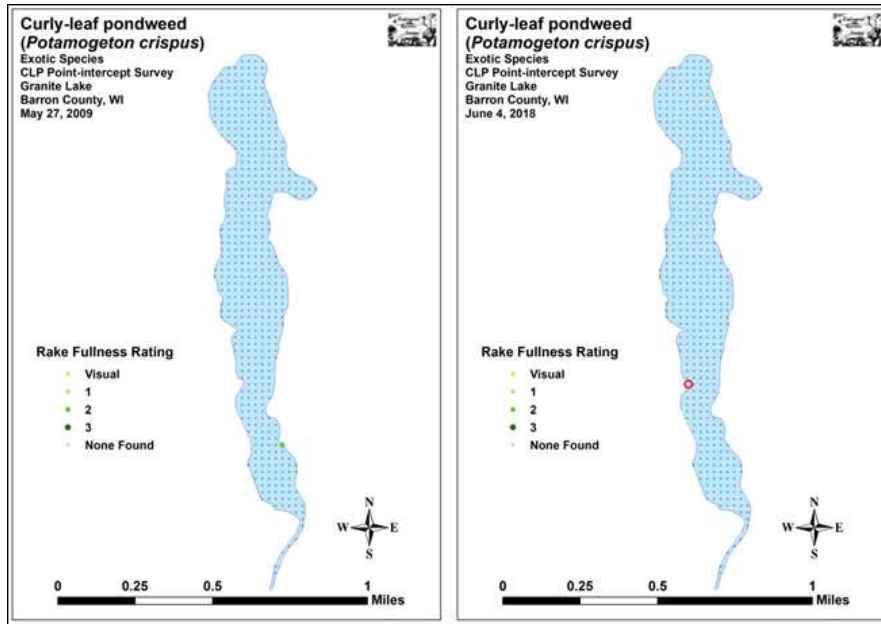 Curly-leaf pondweed
(Potamogeton crispus)
Exotic Species
CLP Point-intercept Survey
Granite Lake
Barron County, WI
May 27, 2009
Rake Fullness Rating
Visual
1
2
3
None Found
N
W E
S
0 0.25 0.5 1
Miles
Curly-leaf pondweed
(Potamogeton crispus)
Exotic Species
CLP Point-intercept Survey
Granite Lake
Barron County, WI
June 4, 2018
Rake Fullness Rating
Visual
1
2
3
None Found
N
W E
S
0 0.25 0.5 1
Miles